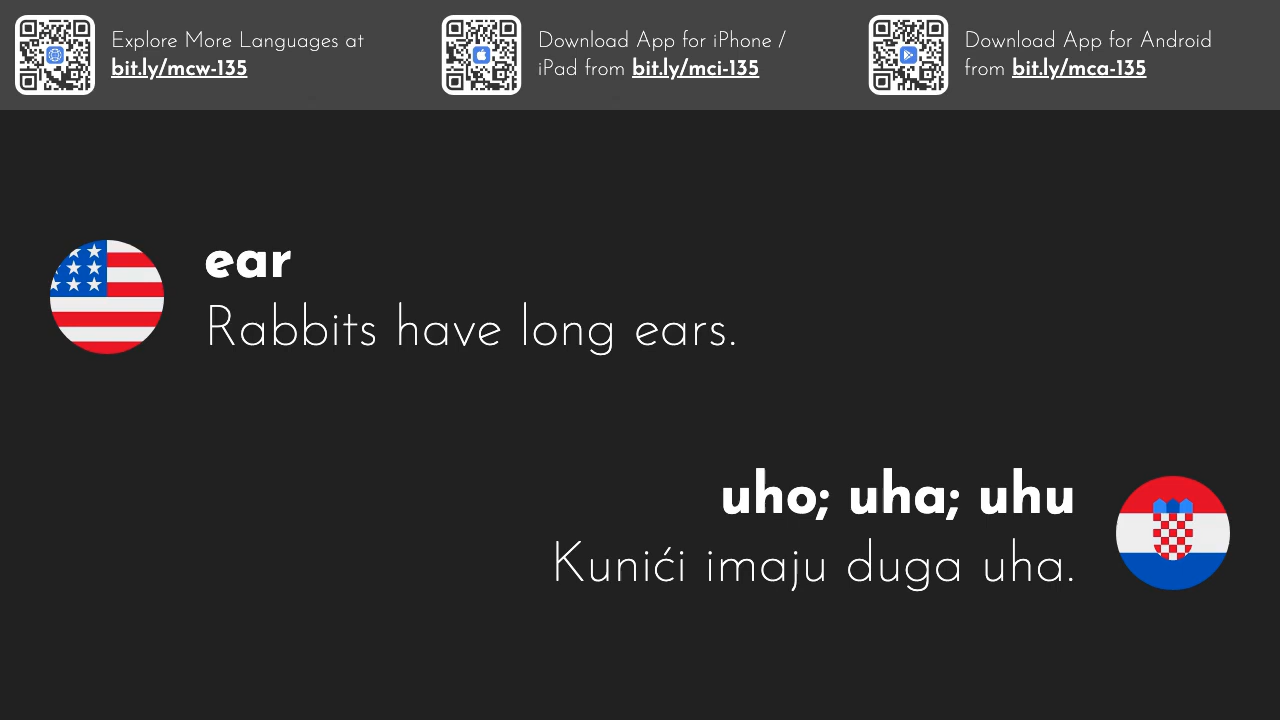 Explore More Languages at
bit.ly/mcw-135
Download App for iPhone /
iPad from bit.ly/mci-135
Download App for Android
from bit.ly/mca-135
ear
Rabbits have long ears.
uho; uha; uhu
Kunići imaju duga uha.